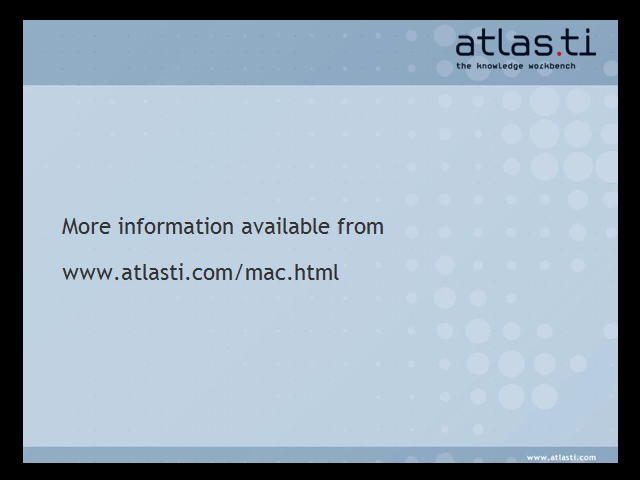 atlas.ti
the knowledge workbench
More information available from
www.atlasti.com/mac.html
www.atlasti.com